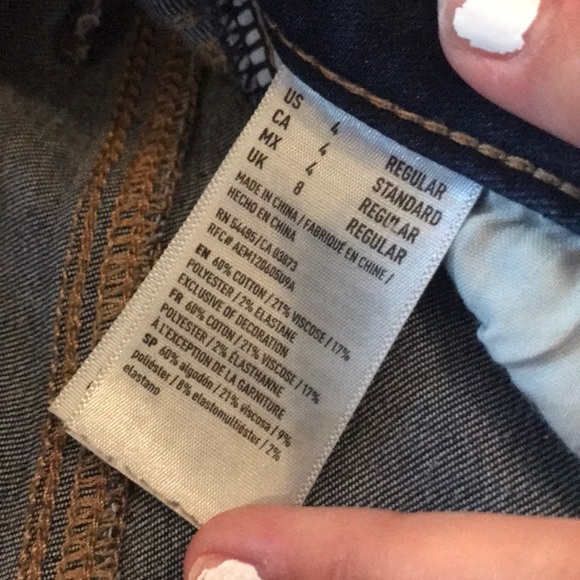 US 4 REGULAR
CA 4 STANDARD
MX 4 REGULAR
UK 8 REGULAR
MADE IN CHINA / FABRIQUÉ EN CHINE /
HECHO EN CHINA
RN 54485 / CA 03873
RFC# AEM120605U9A
EN 60% COTTON / 21% VISCOSE / 17%
POLYESTER / 2% ELASTANE
EXCLUSIVE OF DECORATION
FR 60% COTON / 21% VISCOSE / 17%
POLYESTER / 2% ÉLASTHANNE
À L'EXCEPTION DE LA GARNITURE
SP 60% algodón / 21% viscosa / 9%
poliéster / 8% elastomultiéster / 2%
elastano